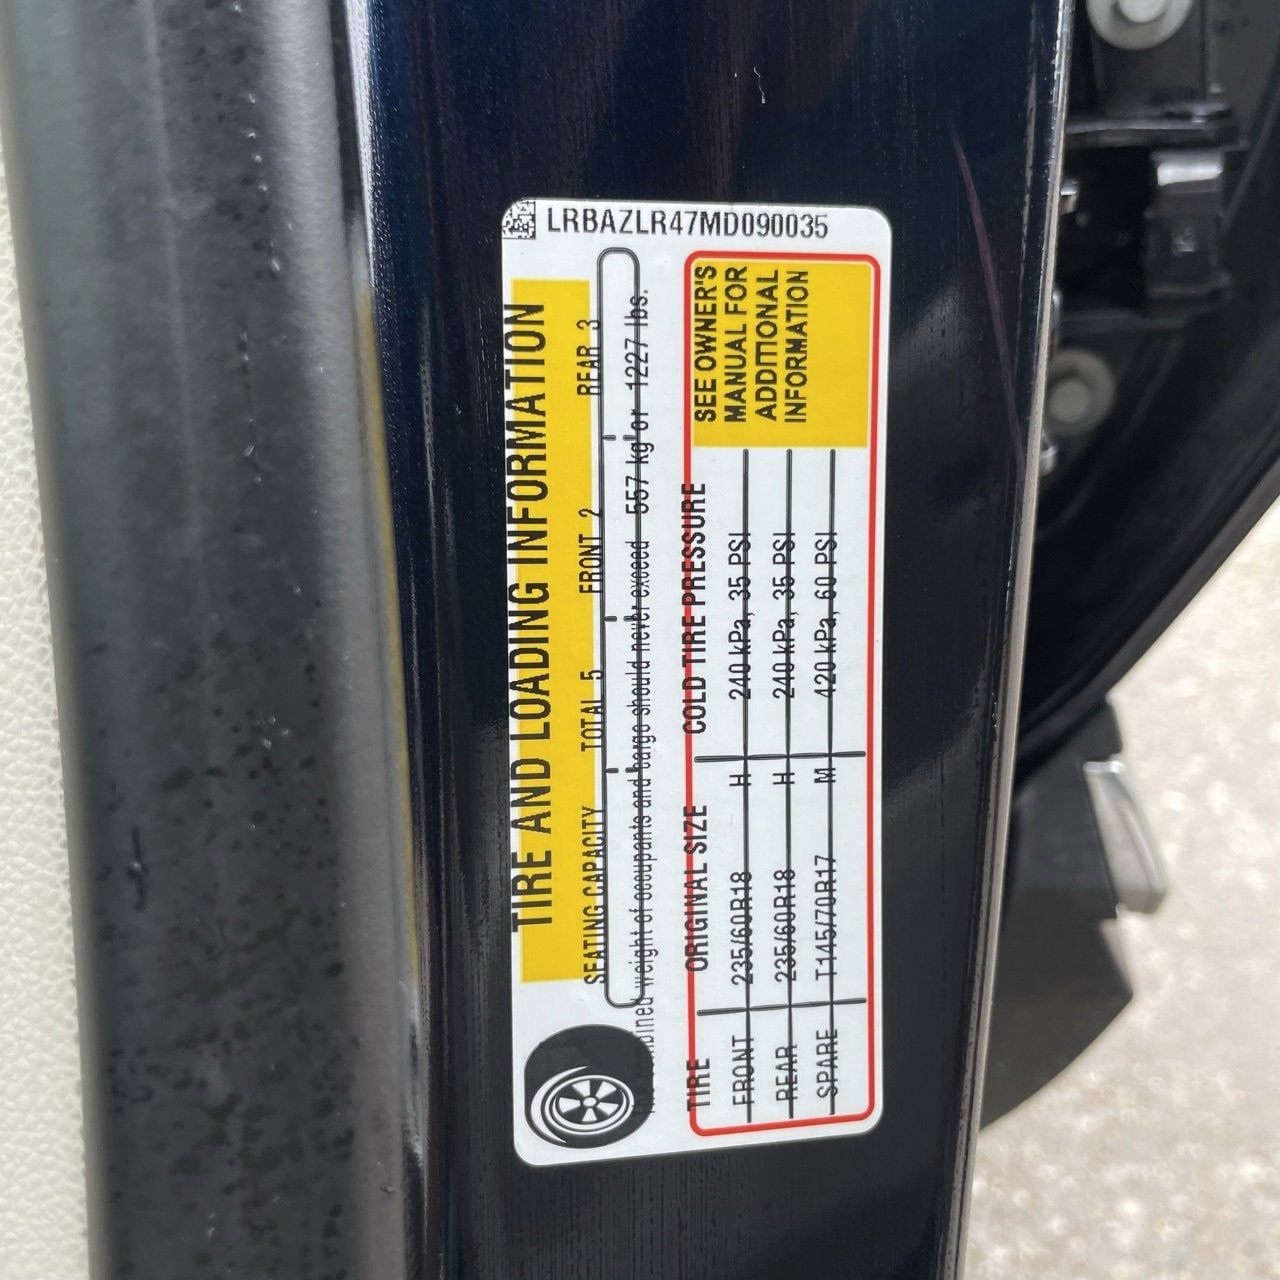 LRBAZLR47MD090035
TIRE AND LOADING INFORMATION
SEATING CAPACITY TOTAL 5 FRONT 2 REAR 3
weight of occupants and cargo should never exceed 557 kg or 1227 lbs.
TIRE ORIGINAL SIZE COLD TIRE PRESSURE
FRONT 235/60R18 H 240 kPa, 35 PSI
REAR 235/60R18 H 240 kPa, 35 PSI
SPARE T145/70R17 M 420 kPa, 60 PSI
SEE OWNER'S
MANUAL FOR
ADDITIONAL
INFORMATION